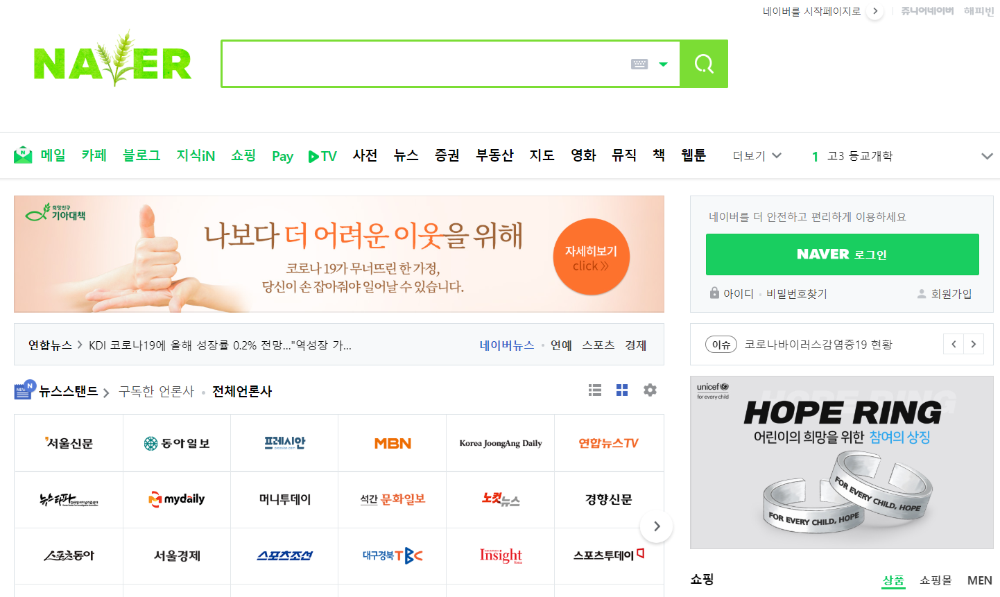 네이버를 시작페이지로 쥬니어네이버 해피빈
NAVER
메일 카페 블로그 지식iN 쇼핑 Pay TV 사전 뉴스 증권 부동산 지도 영화 뮤직 책 웹툰 더보기 1 고3 등교개학
희망친구
기아대책
나보다 더 어려운 이웃을 위해
코로나 19가 무너뜨린 한 가정,
당신이 손 잡아줘야 일어날 수 있습니다.
자세히보기
click
네이버를 더 안전하고 편리하게 이용하세요
NAVER 로그인
아이디 · 비밀번호찾기 회원가입
연합뉴스 > KDI 코로나19에 올해 성장률 0.2% 전망..."역성장 가...
네이버뉴스 · 연예 스포츠 경제
이슈 코로나바이러스감염증19 현황
NEW N 뉴스스탠드 > 구독한 언론사 · 전체언론사
서울신문 동아일보 프레시안 MBN Korea JoongAng Daily 연합뉴스TV
뉴스타파 mydaily 머니투데이 석간 문화일보 노컷뉴스 경향신문
스포츠동아 서울경제 스포츠조선 대구경북TBC Insight 스포츠투데이
unicef
for every child
HOPE RING
어린이의 희망을 위한 참여의 상징
FOR EVERY CHILD, HOPE
FOR EVERY CHILD, HOPE
쇼핑 상품 쇼핑몰 MEN